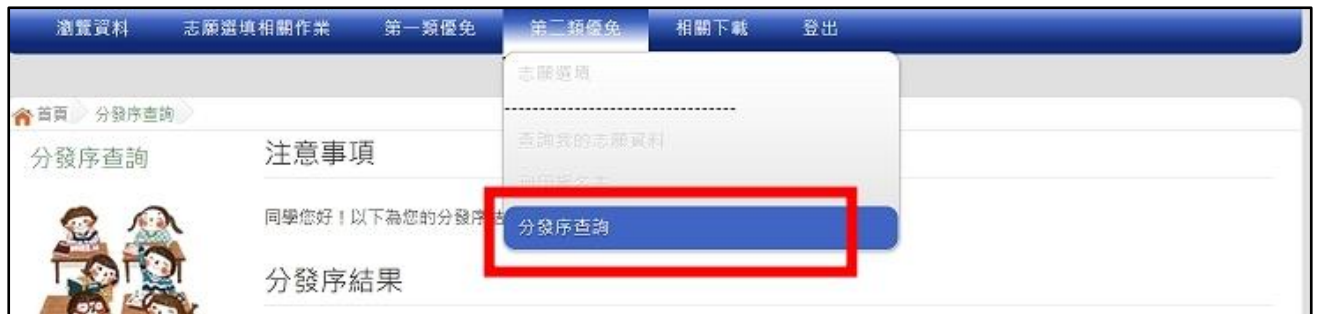 瀏覽資料 志願選填相關作業 第一類優免 第二類優免 相關下載 登出
志願選填
首頁 分發序查詢
查詢我的志願資料
分發序查詢
注意事項
同學您好！以下為您的分發序
分發序查詢
分發序結果